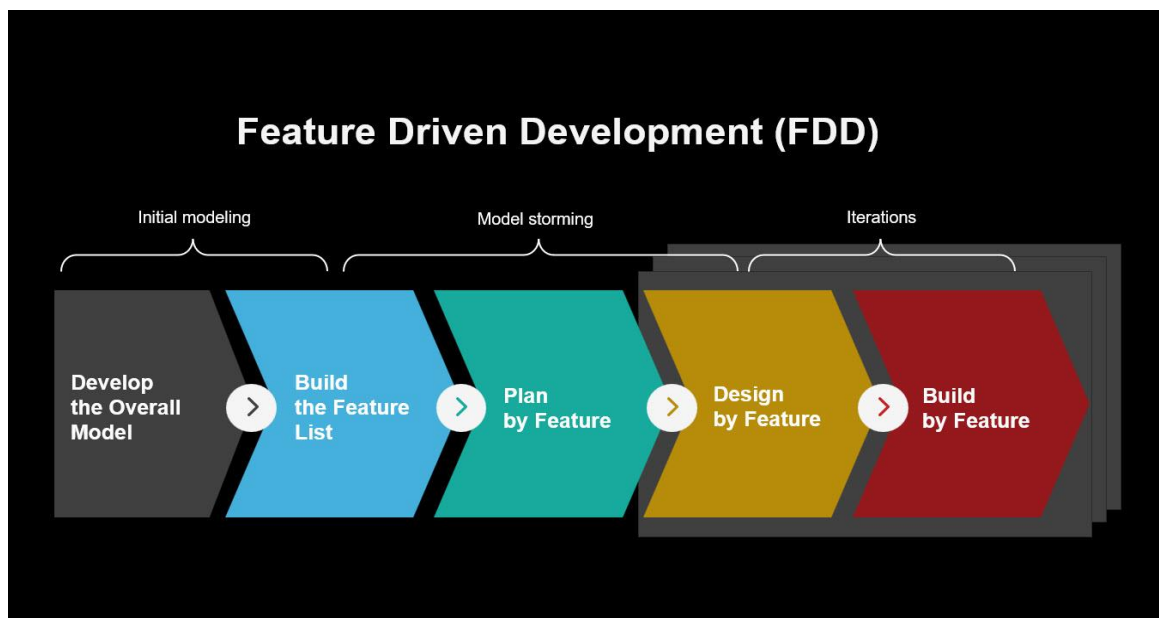 Feature Driven Development (FDD)
Initial modeling
Model storming
Iterations
Develop
the Overall
Model
Build
the Feature
List
Plan
by Feature
Design
by Feature
Build
by Feature